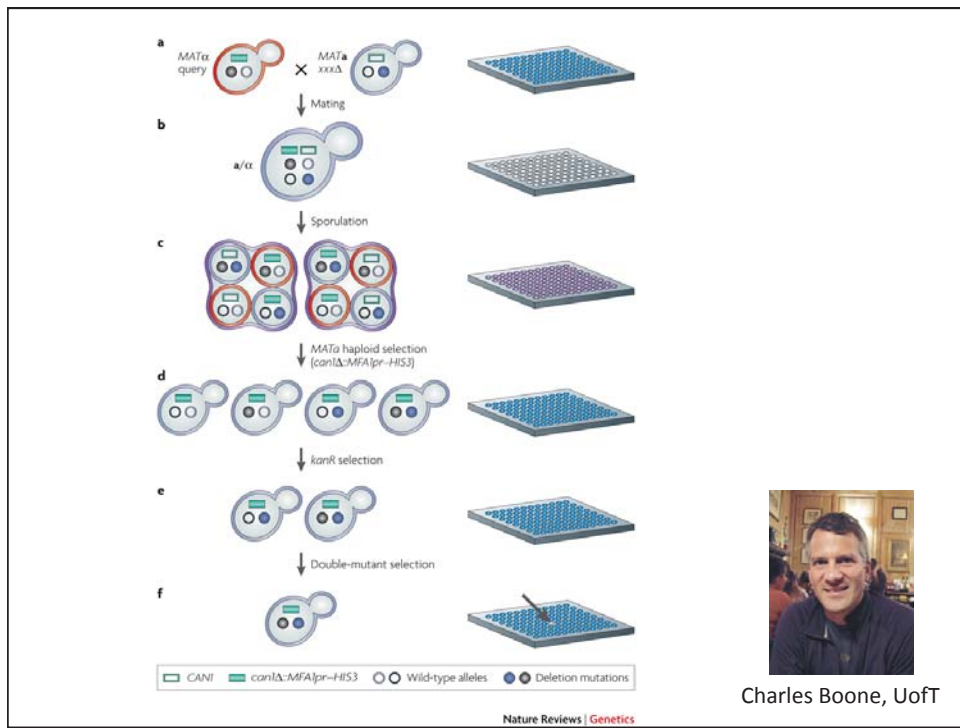 a
MATα
query
×
MATa
xxxΔ
Mating
b
a/α
Sporulation
c
MATa haploid selection
(can1Δ::MFA1pr–HIS3)
d
kanR selection
e
Double-mutant selection
f
CAN1 can1Δ::MFA1pr–HIS3 Wild-type alleles Deletion mutations
Nature Reviews | Genetics
Charles Boone, UofT